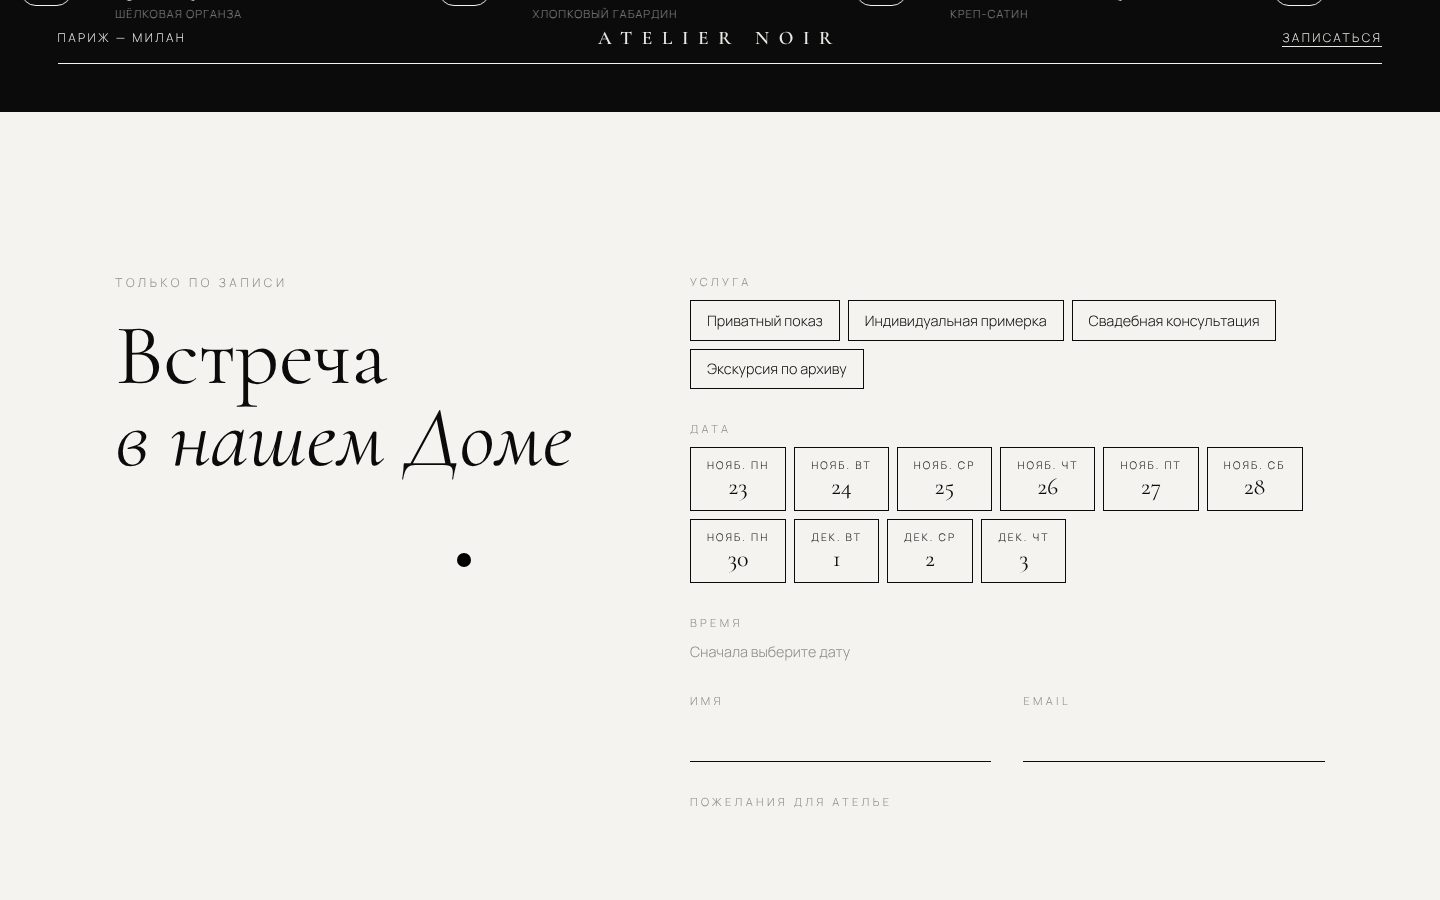 ШЁЛКОВАЯ ОРГАНЗА
ХЛОПКОВЫЙ ГАБАРДИН
КРЕП-САТИН
ПАРИЖ — МИЛАН
ATELIER NOIR
ЗАПИСАТЬСЯ
ТОЛЬКО ПО ЗАПИСИ
Встреча
в нашем Доме
УСЛУГА
Приватный показ
Индивидуальная примерка
Свадебная консультация
Экскурсия по архиву
ДАТА
НОЯБ. ПН
23
НОЯБ. ВТ
24
НОЯБ. СР
25
НОЯБ. ЧТ
26
НОЯБ. ПТ
27
НОЯБ. СБ
28
НОЯБ. ПН
30
ДЕК. ВТ
1
ДЕК. СР
2
ДЕК. ЧТ
3
ВРЕМЯ
Сначала выберите дату
ИМЯ
EMAIL
ПОЖЕЛАНИЯ ДЛЯ АТЕЛЬЕ